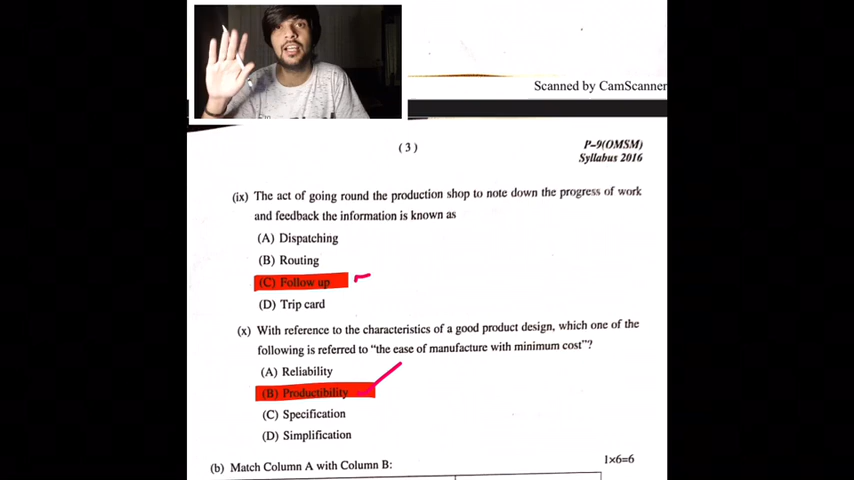 Scanned by CamScanner
(3)
P-9(OMSM)
Syllabus 2016
(ix) The act of going round the production shop to note down the progress of work
and feedback the information is known as
(A) Dispatching
(B) Routing
(C) Follow up
(D) Trip card
(x) With reference to the characteristics of a good product design, which one of the
following is referred to “the ease of manufacture with minimum cost”?
(A) Reliability
(B) Productibility
(C) Specification
(D) Simplification
(b) Match Column A with Column B:
1×6=6